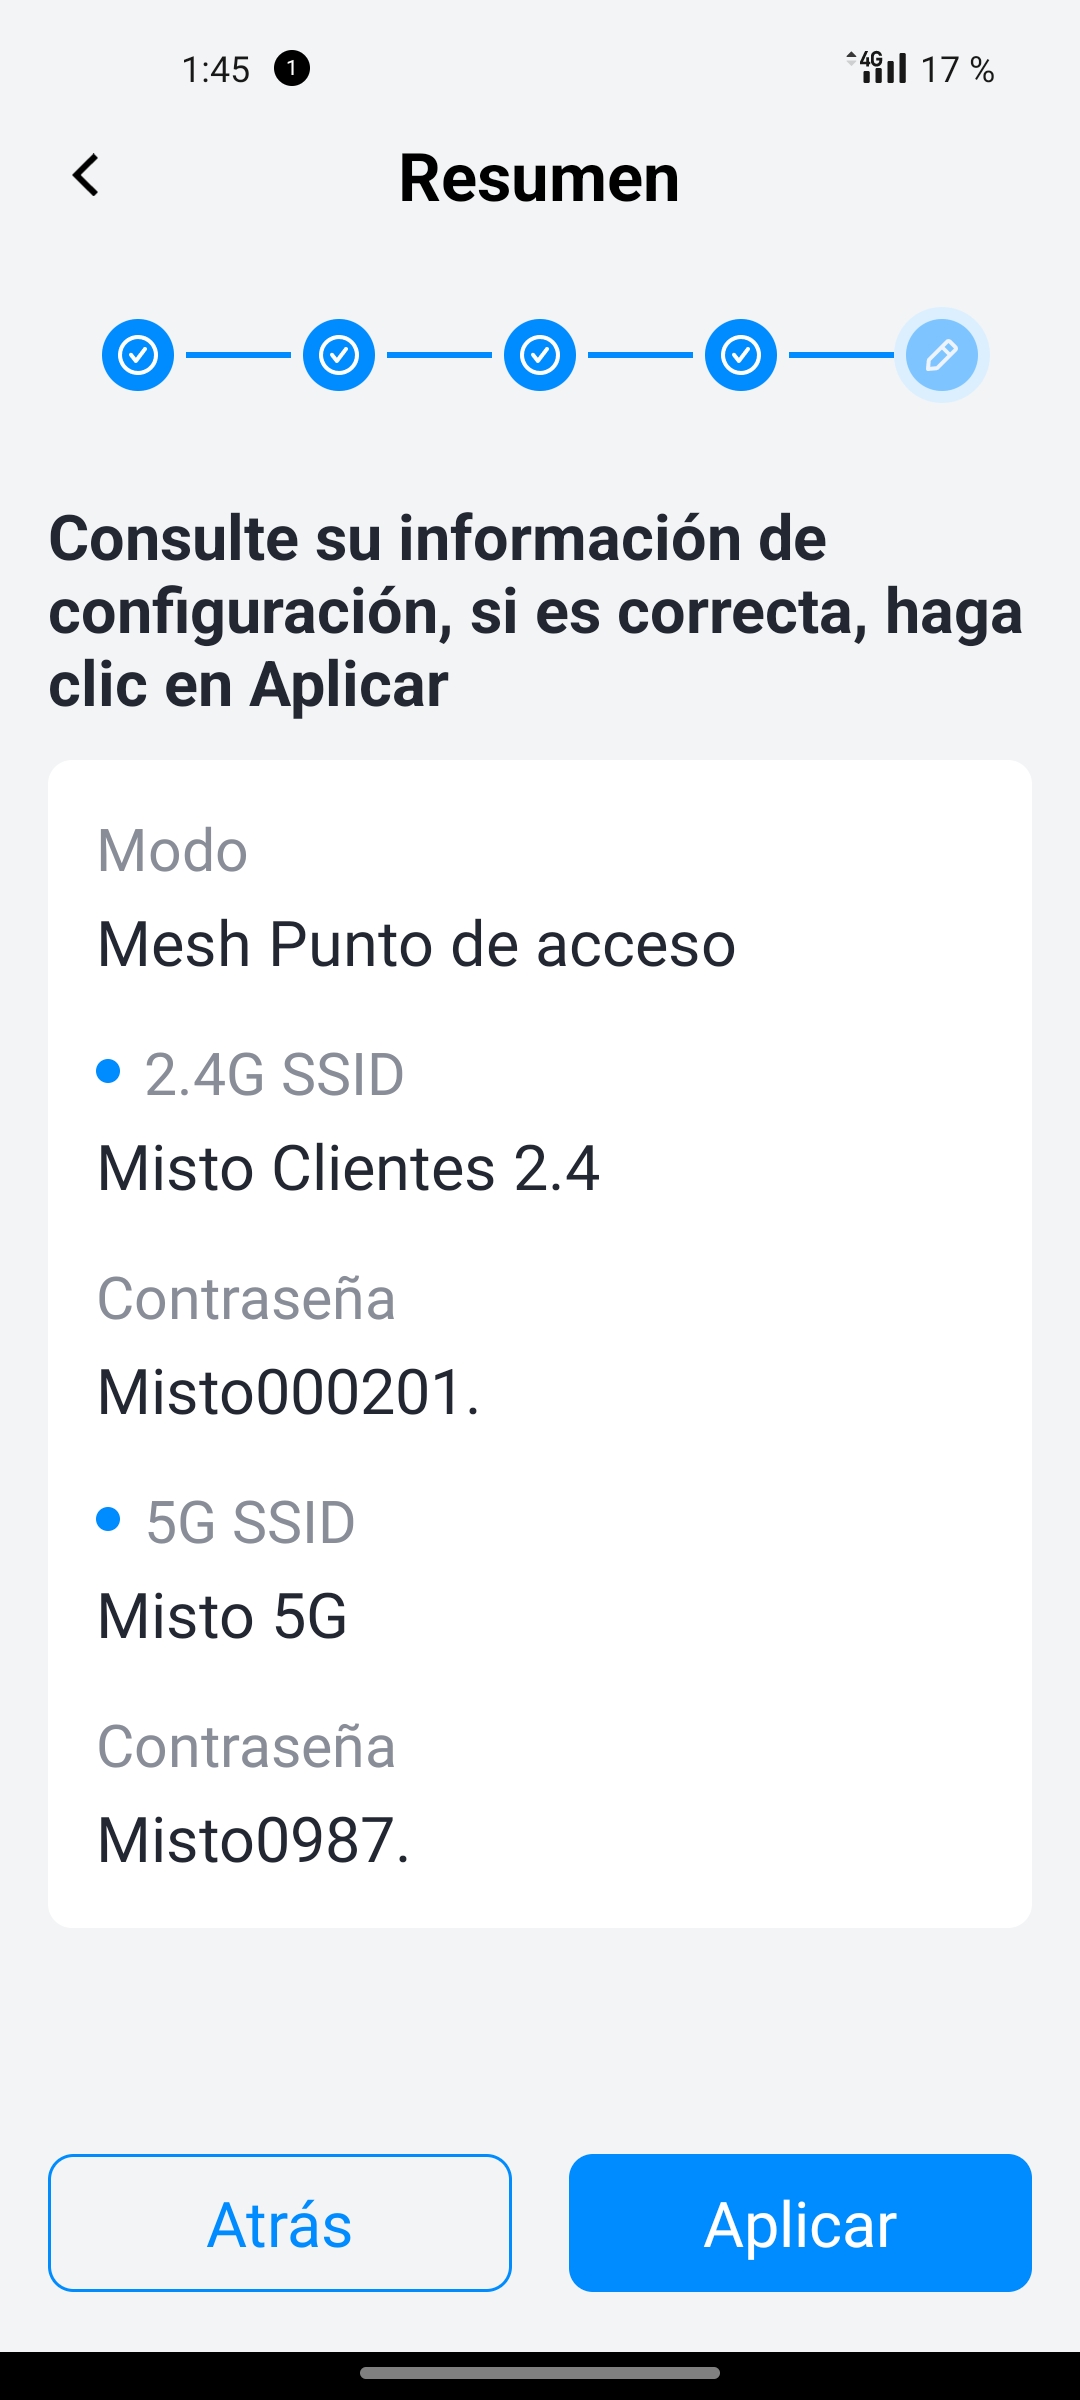 1:45 1 4G 17 %
Resumen
Consulte su información de
configuración, si es correcta, haga
clic en Aplicar
Modo
Mesh Punto de acceso
2.4G SSID
Misto Clientes 2.4
Contraseña
Misto000201.
5G SSID
Misto 5G
Contraseña
Misto0987.
Atrás Aplicar